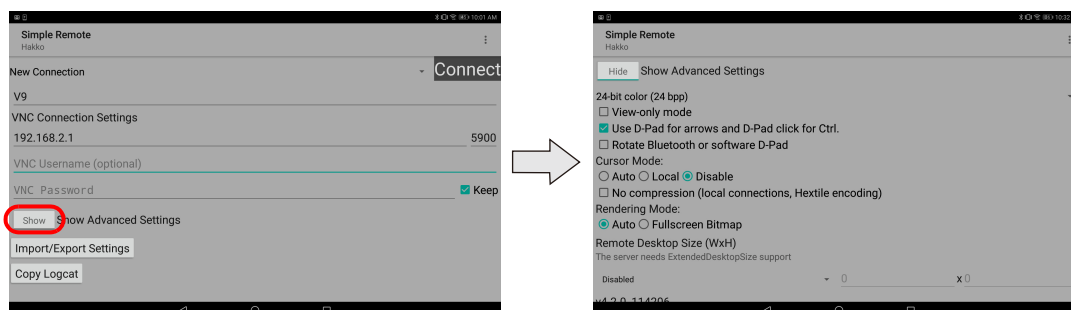 10:01 AM
Simple Remote
Hakko
New Connection
Connect
V9
VNC Connection Settings
192.168.2.1 5900
VNC Username (optional)
VNC Password Keep
Show Show Advanced Settings
Import/Export Settings
Copy Logcat
10:32
Simple Remote
Hakko
Hide Show Advanced Settings
24-bit color (24 bpp)
View-only mode
Use D-Pad for arrows and D-Pad click for Ctrl.
Rotate Bluetooth or software D-Pad
Cursor Mode:
Auto Local Disable
No compression (local connections, Hextile encoding)
Rendering Mode:
Auto Fullscreen Bitmap
Remote Desktop Size (WxH)
The server needs ExtendedDesktopSize support
Disabled 0 x 0
v4.2.0_114206